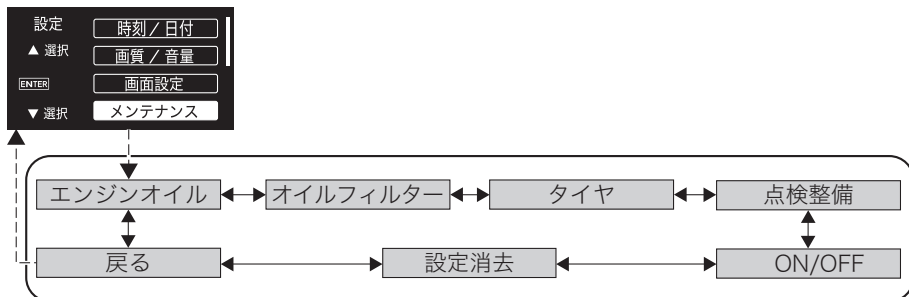 設定
時刻 / 日付
▲ 選択
画質 / 音量
ENTER
画面設定
▼ 選択
メンテナンス
エンジンオイル
オイルフィルター
タイヤ
点検整備
戻る
設定消去
ON/OFF